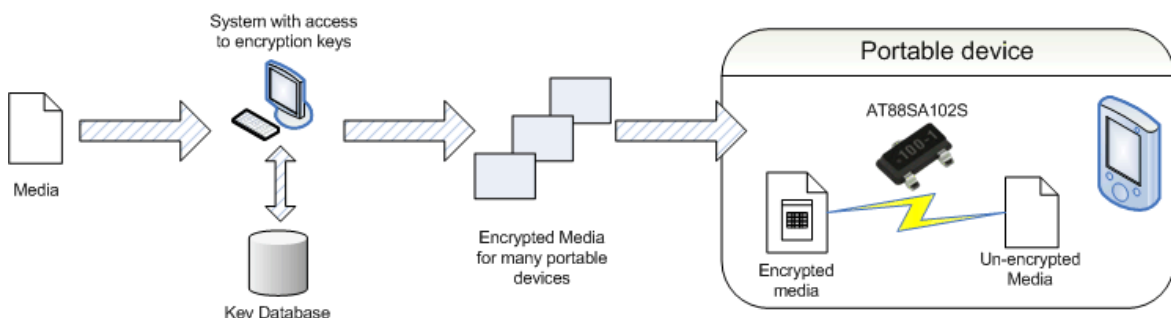 System with access
to encryption keys
Portable device
AT88SA102S
-100-1
Media
Encrypted Media
for many portable
devices
Encrypted
media
Un-encrypted
Media
Key Database